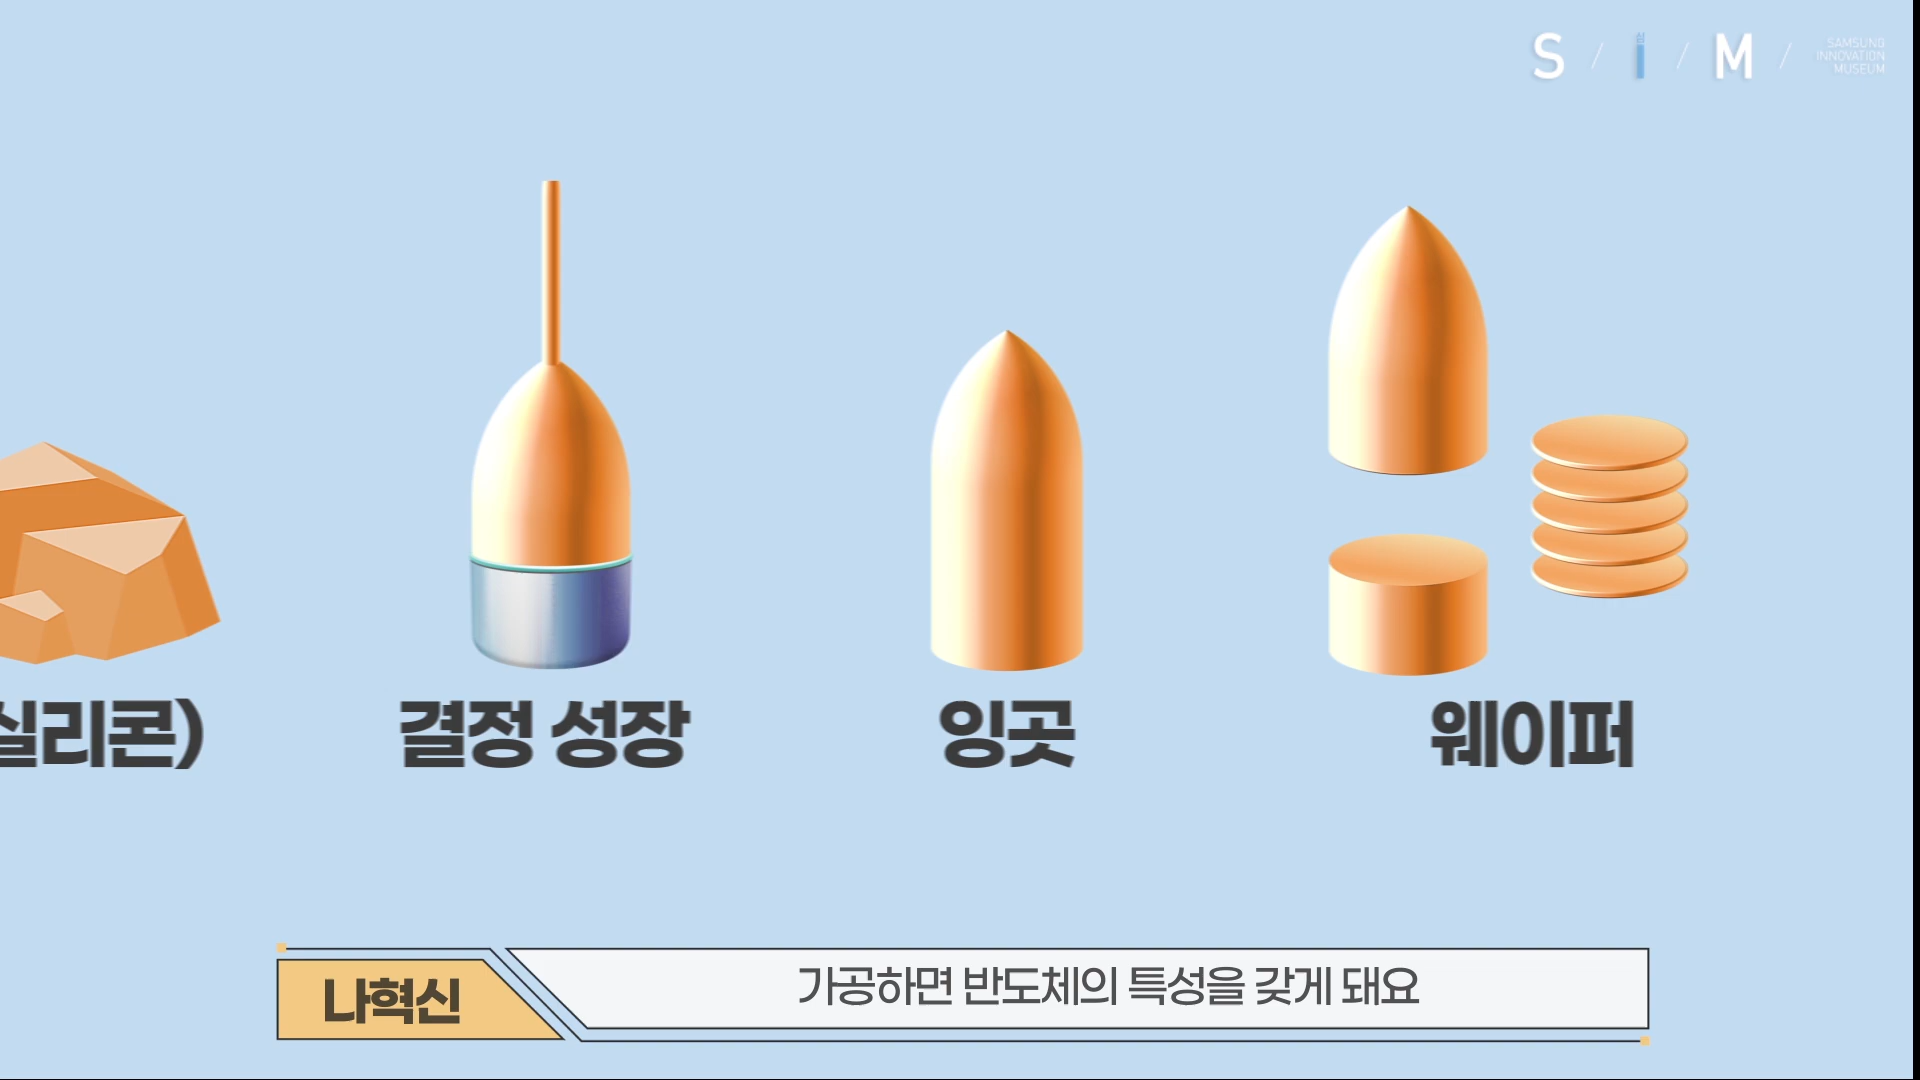 S / i / M / SAMSUNG
INNOVATION
MUSEUM
실리콘)
결정 성장
잉곳
웨이퍼
나혁신
가공하면 반도체의 특성을 갖게 돼요